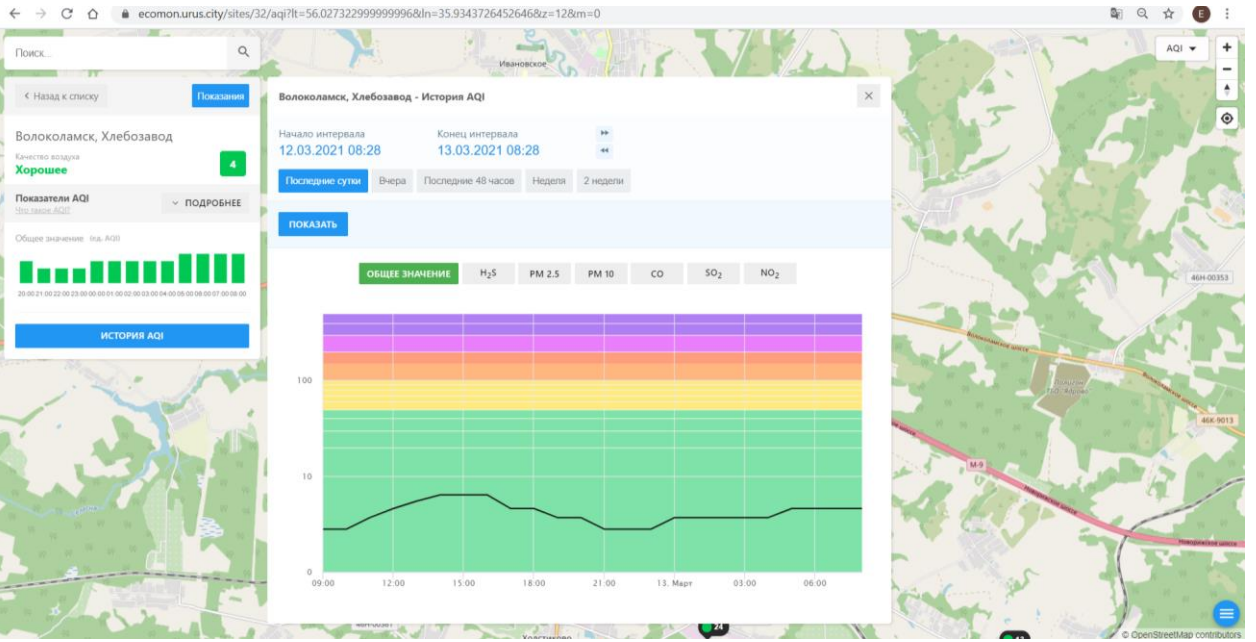 ecomon.urus.city/sites/32/aqi?lt=56.027322999999996&ln=35.9343726452646&z=12&m=0
E
Поиск...
Назад к списку
Показания
Волоколамск, Хлебозавод
Качество воздуха
Хорошее
4
Показатели AQI
Что такое AQI?
ПОДРОБНЕЕ
Общее значение (ед. AQI)
20:00 21:00 22:00 23:00 00:00 01:00 02:00 03:00 04:00 05:00 06:00 07:00 08:00
ИСТОРИЯ AQI
Ивановское
Волоколамск, Хлебозавод - История AQI
Начало интервала
Конец интервала
12.03.2021 08:28
13.03.2021 08:28
Последние сутки
Вчера
Последние 48 часов
Неделя
2 недели
ПОКАЗАТЬ
ОБЩЕЕ ЗНАЧЕНИЕ
H2S
PM 2.5
PM 10
CO
SO2
NO2
100
10
0
09:00
12:00
15:00
18:00
21:00
13. Март
03:00
06:00
AQI
46Н-00353
Волоколамское шоссе
Волоколамское шоссе
46К-9013
М-9
Новорижское шоссе
Новорижское шоссе
24
© OpenStreetMap contributors